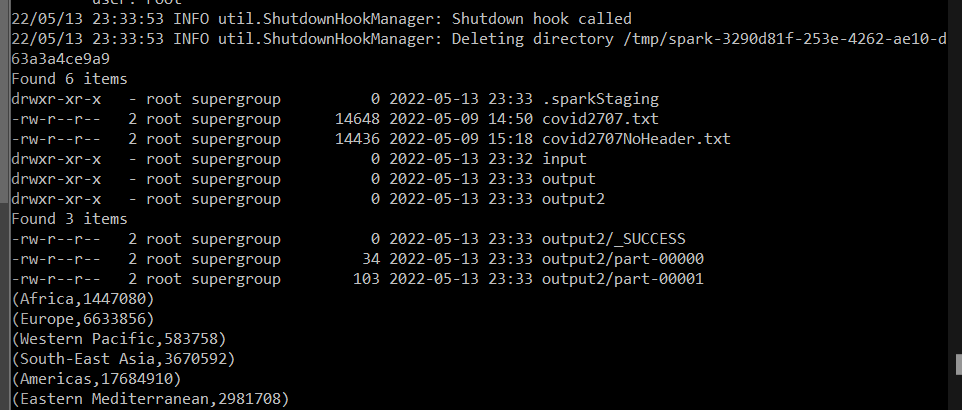 user: root
22/05/13 23:33:53 INFO util.ShutdownHookManager: Shutdown hook called
22/05/13 23:33:53 INFO util.ShutdownHookManager: Deleting directory /tmp/spark-3290d81f-253e-4262-ae10-d
63a3a4ce9a9
Found 6 items
drwxr-xr-x   - root supergroup          0 2022-05-13 23:33 .sparkStaging
-rw-r--r--   2 root supergroup      14648 2022-05-09 14:50 covid2707.txt
-rw-r--r--   2 root supergroup      14436 2022-05-09 15:18 covid2707NoHeader.txt
drwxr-xr-x   - root supergroup          0 2022-05-13 23:32 input
drwxr-xr-x   - root supergroup          0 2022-05-13 23:33 output
drwxr-xr-x   - root supergroup          0 2022-05-13 23:33 output2
Found 3 items
-rw-r--r--   2 root supergroup          0 2022-05-13 23:33 output2/_SUCCESS
-rw-r--r--   2 root supergroup         34 2022-05-13 23:33 output2/part-00000
-rw-r--r--   2 root supergroup        103 2022-05-13 23:33 output2/part-00001
(Africa,1447080)
(Europe,6633856)
(Western Pacific,583758)
(South-East Asia,3670592)
(Americas,17684910)
(Eastern Mediterranean,2981708)